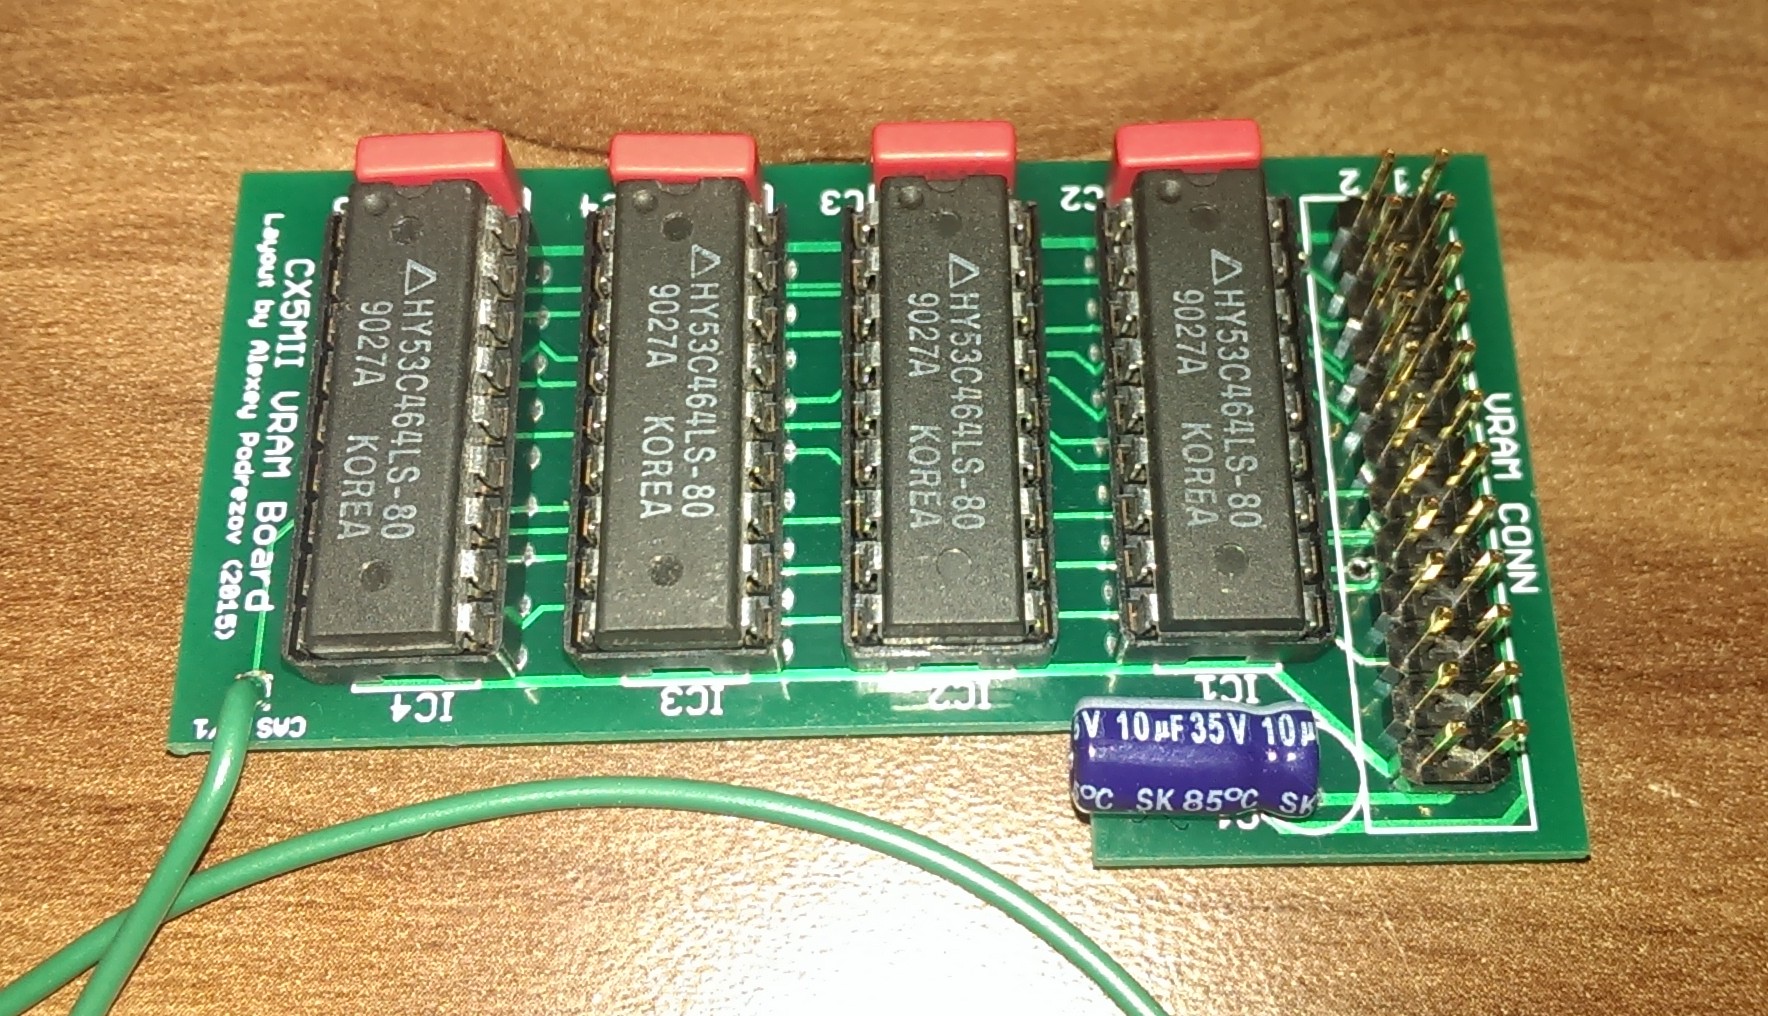 CX5MII VRAM Board
Layout by Alexey Podrezov (2015)
HY53C464LS-80
9027A KOREA
HY53C464LS-80
9027A KOREA
HY53C464LS-80
9027A KOREA
HY53C464LS-80
9027A KOREA
IC3
IC2
2 1
VRAM CONN
IC4
IC3
IC2
IC1
CAS
V 10µF 35V 10µ
°C SK 85°C SK